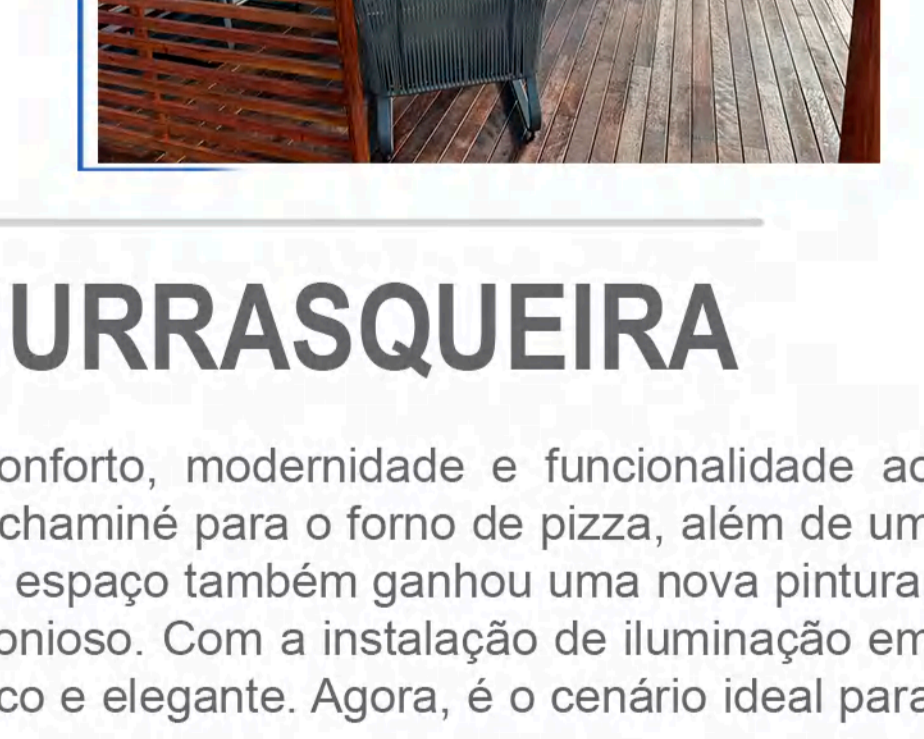 URRASQUEIRA
onforto, modernidade e funcionalidade ao
chaminé para o forno de pizza, além de um
espaço também ganhou uma nova pintura
onioso. Com a instalação de iluminação em
co e elegante. Agora, é o cenário ideal para